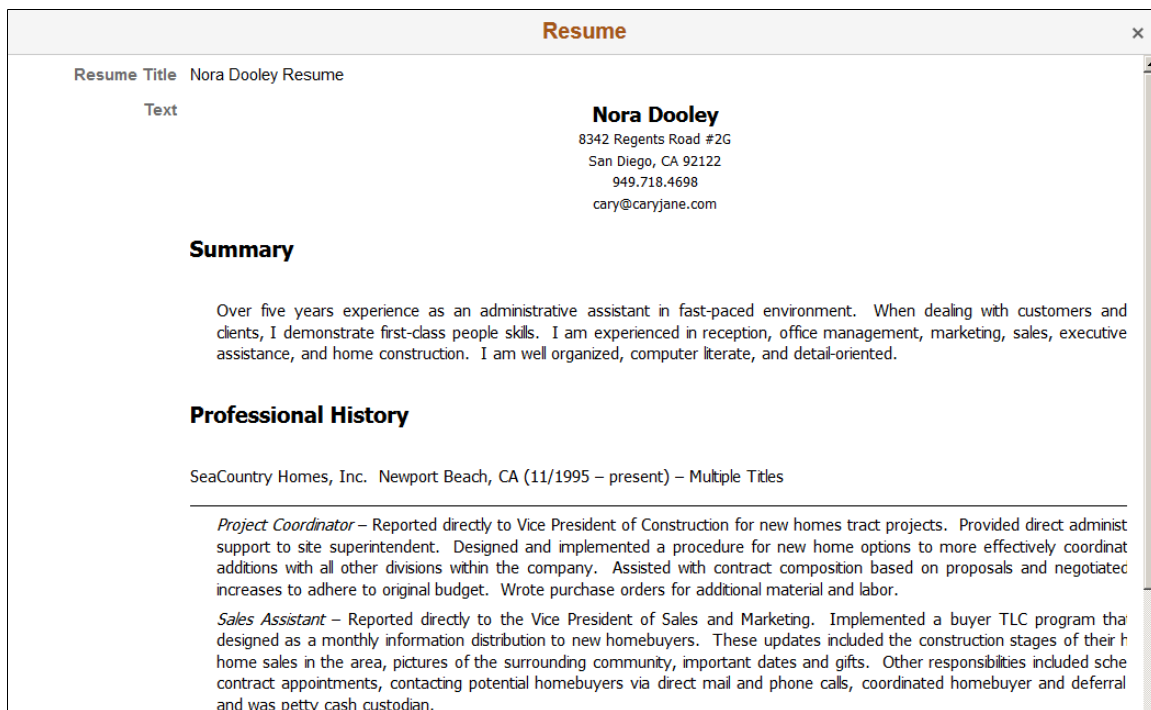 Resume
×
Resume Title Nora Dooley Resume
Text
Nora Dooley
8342 Regents Road #2G
San Diego, CA 92122
949.718.4698
cary@caryjane.com
Summary
Over five years experience as an administrative assistant in fast-paced environment. When dealing with customers and
clients, I demonstrate first-class people skills. I am experienced in reception, office management, marketing, sales, executive
assistance, and home construction. I am well organized, computer literate, and detail-oriented.
Professional History
SeaCountry Homes, Inc. Newport Beach, CA (11/1995 – present) – Multiple Titles
Project Coordinator – Reported directly to Vice President of Construction for new homes tract projects. Provided direct administ
support to site superintendent. Designed and implemented a procedure for new home options to more effectively coordinat
additions with all other divisions within the company. Assisted with contract composition based on proposals and negotiated
increases to adhere to original budget. Wrote purchase orders for additional material and labor.
Sales Assistant – Reported directly to the Vice President of Sales and Marketing. Implemented a buyer TLC program that
designed as a monthly information distribution to new homebuyers. These updates included the construction stages of their h
home sales in the area, pictures of the surrounding community, important dates and gifts. Other responsibilities included sche
contract appointments, contacting potential homebuyers via direct mail and phone calls, coordinated homebuyer and deferral
and was petty cash custodian.